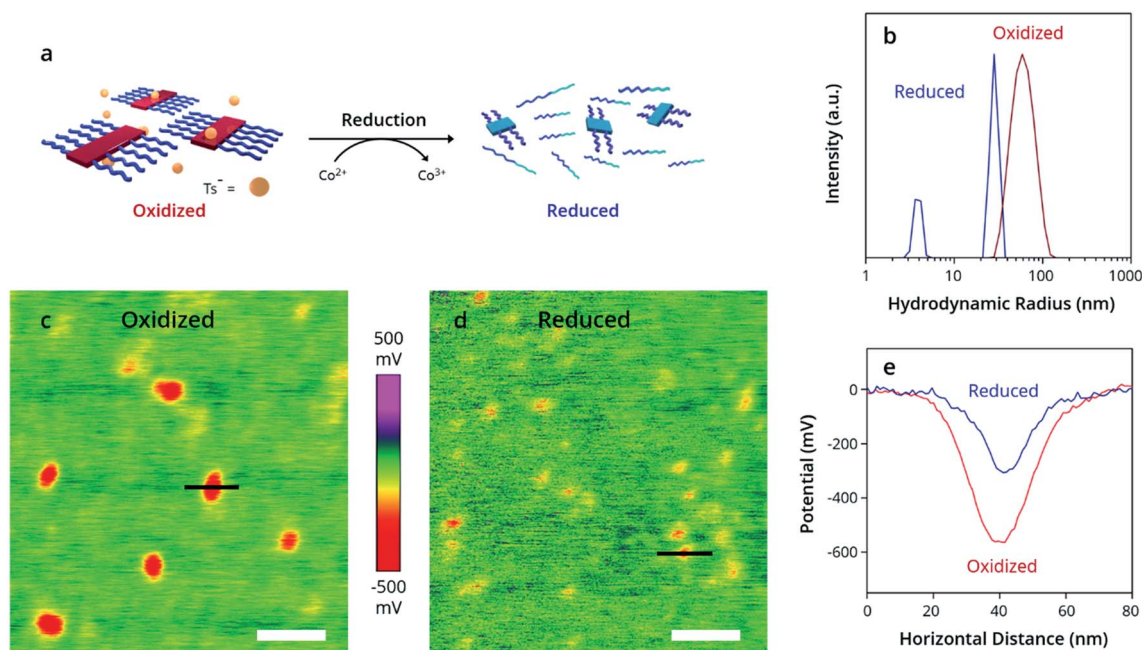 a
Reduction
Co²⁺
Co³⁺
Ts⁻ =
Oxidized
Reduced
b
Oxidized
Reduced
Intensity (a.u.)
1
10
100
1000
Hydrodynamic Radius (nm)
c
Oxidized
500
mV
-500
mV
d
Reduced
e
Reduced
Oxidized
Potential (mV)
0
-200
-400
-600
0
20
40
60
80
Horizontal Distance (nm)